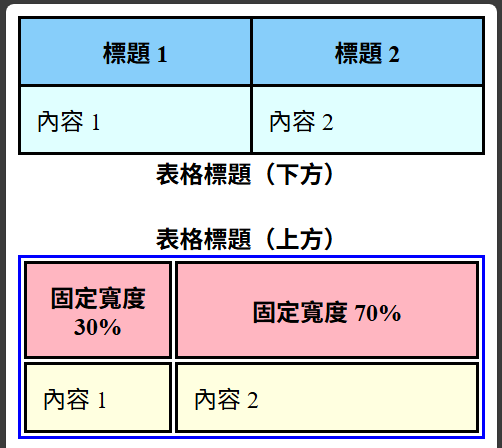 標題 1
標題 2
內容 1
內容 2
表格標題（下方）
表格標題（上方）
固定寬度
30%
固定寬度 70%
內容 1
內容 2